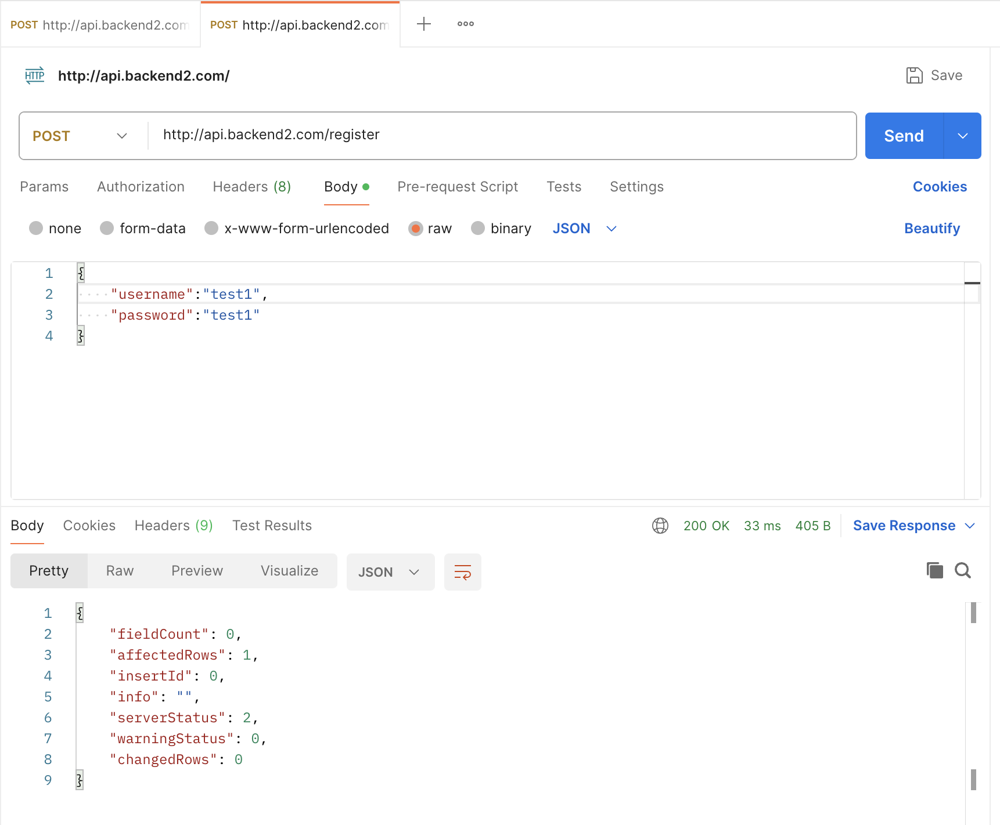 POST http://api.backend2.com POST http://api.backend2.com
HTTP http://api.backend2.com/ Save
POST http://api.backend2.com/register Send
Params Authorization Headers (8) Body Pre-request Script Tests Settings Cookies
none form-data x-www-form-urlencoded raw binary JSON Beautify
1 {
2 "username":"test1",
3 "password":"test1"
4 }
Body Cookies Headers (9) Test Results 200 OK 33 ms 405 B Save Response
Pretty Raw Preview Visualize JSON
1 {
2 "fieldCount": 0,
3 "affectedRows": 1,
4 "insertId": 0,
5 "info": "",
6 "serverStatus": 2,
7 "warningStatus": 0,
8 "changedRows": 0
9 }